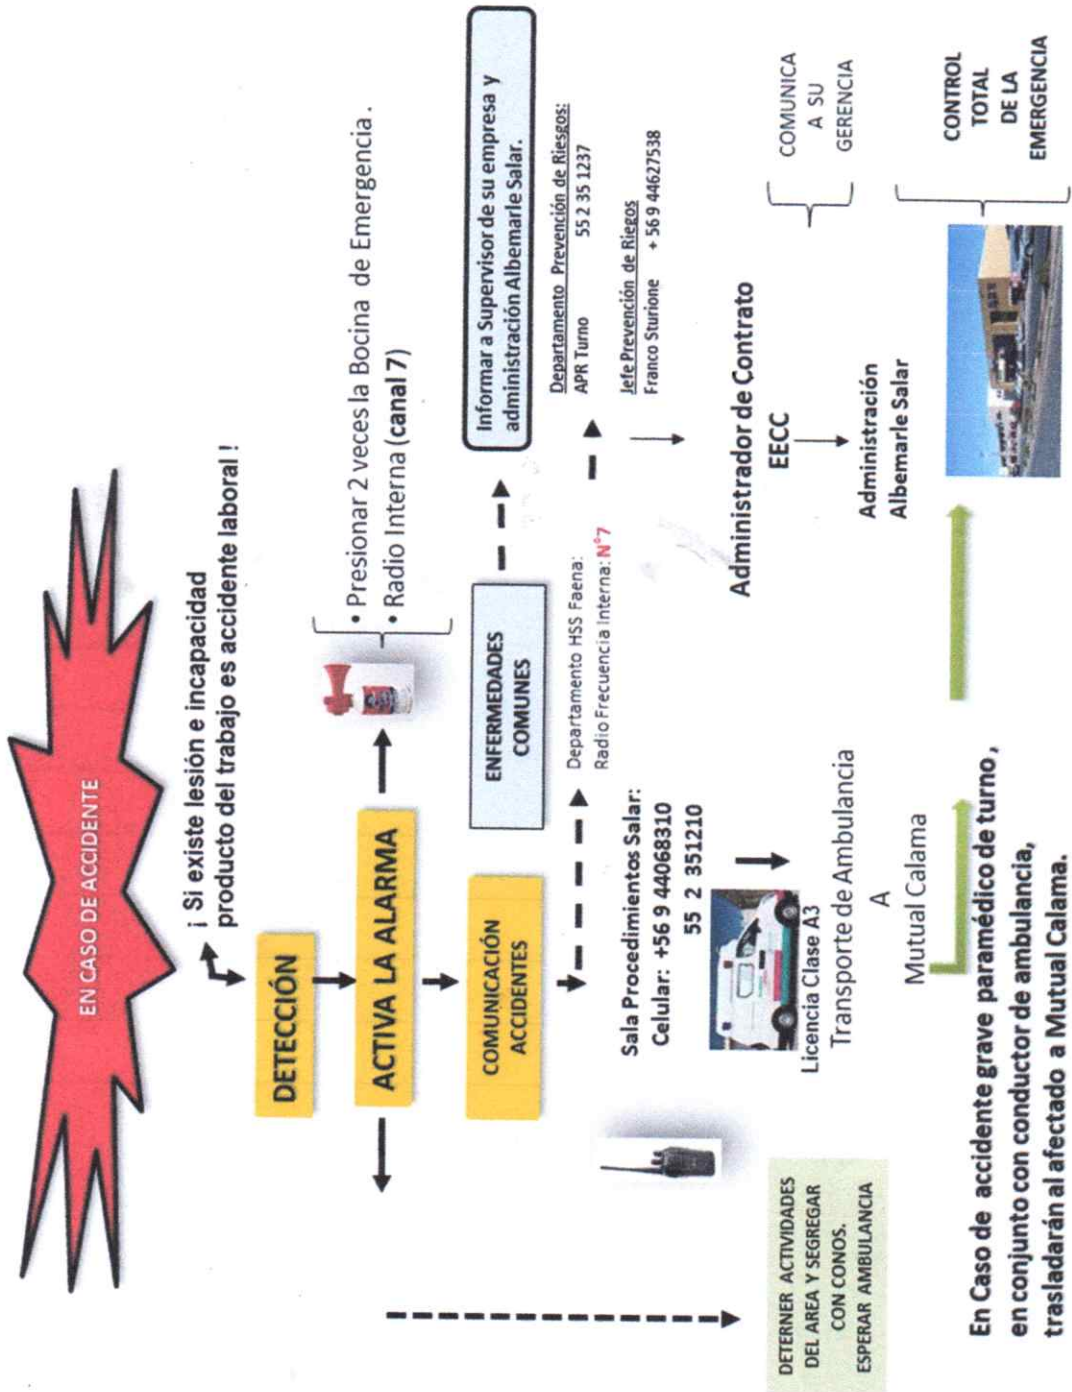 EN CASO DE ACCIDENTE
¡ Si existe lesión e incapacidad
producto del trabajo es accidente laboral !
DETECCIÓN
ACTIVA LA ALARMA
• Presionar 2 veces la Bocina de Emergencia .
• Radio Interna (canal 7)
COMUNICACIÓN
ACCIDENTES
ENFERMEDADES
COMUNES
Informar a Supervisor de su empresa y
administración Albemarle Salar.
Departamento HSS Faena:
Radio Frecuencia Interna: N°7
Departamento Prevención de Riesgos:
APR Turno 55 2 35 1237
Jefe Prevención de Riegos
Franco Sturione + 56 9 44627538
Sala Procedimientos Salar:
Celular: +56 9 44068310
55 2 351210
Licencia Clase A3
Transporte de Ambulancia
A
Mutual Calama
Administrador de Contrato
EECC
Administración
Albemarle Salar
COMUNICA
A SU
GERENCIA
CONTROL
TOTAL
DE LA
EMERGENCIA
DETERNER ACTIVIDADES
DEL AREA Y SEGREGAR
CON CONOS.
ESPERAR AMBULANCIA
En Caso de accidente grave paramédico de turno ,
en conjunto con conductor de ambulancia,
trasladarán al afectado a Mutual Calama.